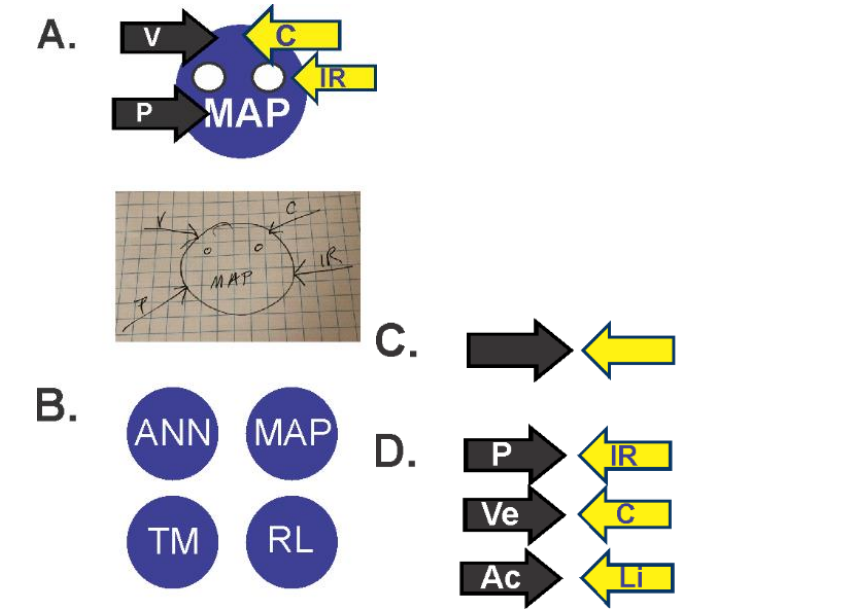 A.
V C
IR
P MAP
V C
MAP IR
P
C.
B.
ANN MAP
D.
P IR
Ve C
TM RL
Ac Li